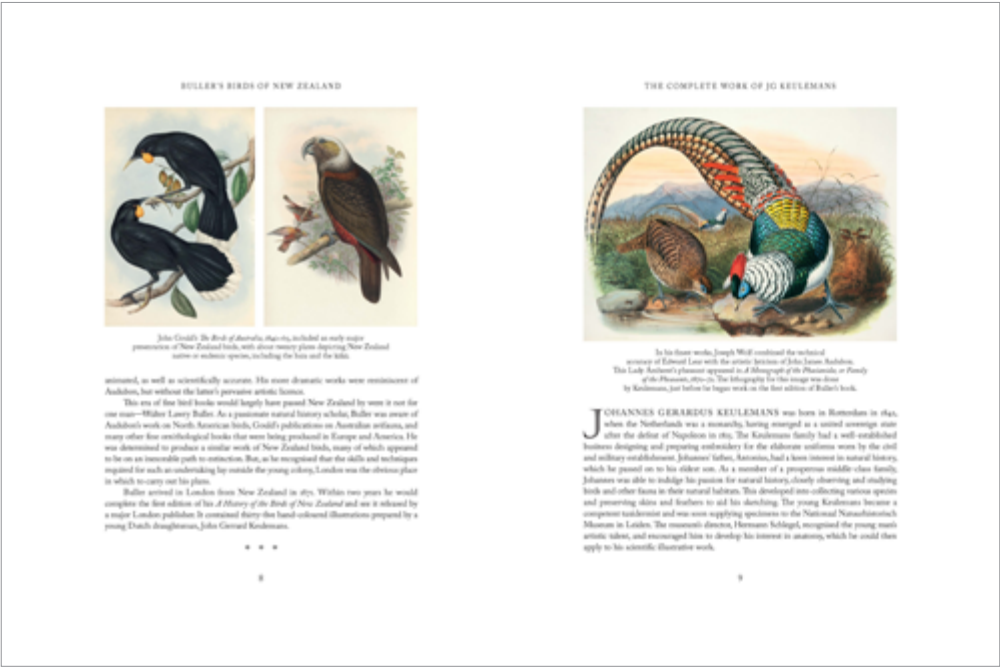 BULLER'S BIRDS OF NEW ZEALAND
John Gould's The Birds of Australia, 1840–69, included an early major
presentation of New Zealand birds, with about twenty plates depicting New Zealand
native or endemic species, including the huia and the kākā.
animated, as well as scientifically accurate. His more dramatic works were reminiscent of
Audubon, but without the latter's pervasive artistic licence.
This era of fine bird books would largely have passed New Zealand by were it not for
one man—Walter Lawry Buller. As a passionate natural history scholar, Buller was aware of
Audubon's work on North American birds, Gould's publications on Australian avifauna, and
many other fine ornithological books that were being produced in Europe and America. He
was determined to produce a similar work of New Zealand birds, many of which appeared
to be on an inexorable path to extinction. But, as he recognised that the skills and techniques
required for such an undertaking lay outside the young colony, London was the obvious place
in which to carry out his plans.
Buller arrived in London from New Zealand in 1871. Within two years he would
complete the first edition of his A History of the Birds of New Zealand and see it released by
a major London publisher. It contained thirty-five hand-coloured illustrations prepared by a
young Dutch draughtsman, John Gerrard Keulemans.
* * *
8
THE COMPLETE WORK OF JG KEULEMANS
In his finest works, Joseph Wolf combined the technical
accuracy of Edward Lear with the artistic lyricism of John James Audubon.
This Lady Amherst's pheasant appeared in A Monograph of the Phasianidae, or Family
of the Pheasants, 1870–72. The lithography for this image was done
by Keulemans, just before he began work on the first edition of Buller's book.
JOHANNES GERARDUS KEULEMANS was born in Rotterdam in 1842,
when the Netherlands was a monarchy, having emerged as a united sovereign state
after the defeat of Napoleon in 1815. The Keulemans family had a well-established
business designing and preparing embroidery for the elaborate uniforms worn by the civil
and military establishment. Johannes' father, Antonius, had a keen interest in natural history,
which he passed on to his eldest son. As a member of a prosperous middle-class family,
Johannes was able to indulge his passion for natural history, closely observing and studying
birds and other fauna in their natural habitats. This developed into collecting various species
and preserving skins and feathers to aid his sketching. The young Keulemans became a
competent taxidermist and was soon supplying specimens to the Nationaal Natuurhistorisch
Museum in Leiden. The museum's director, Hermann Schlegel, recognised the young man's
artistic talent, and encouraged him to develop his interest in anatomy, which he could then
apply to his scientific illustrative work.
9